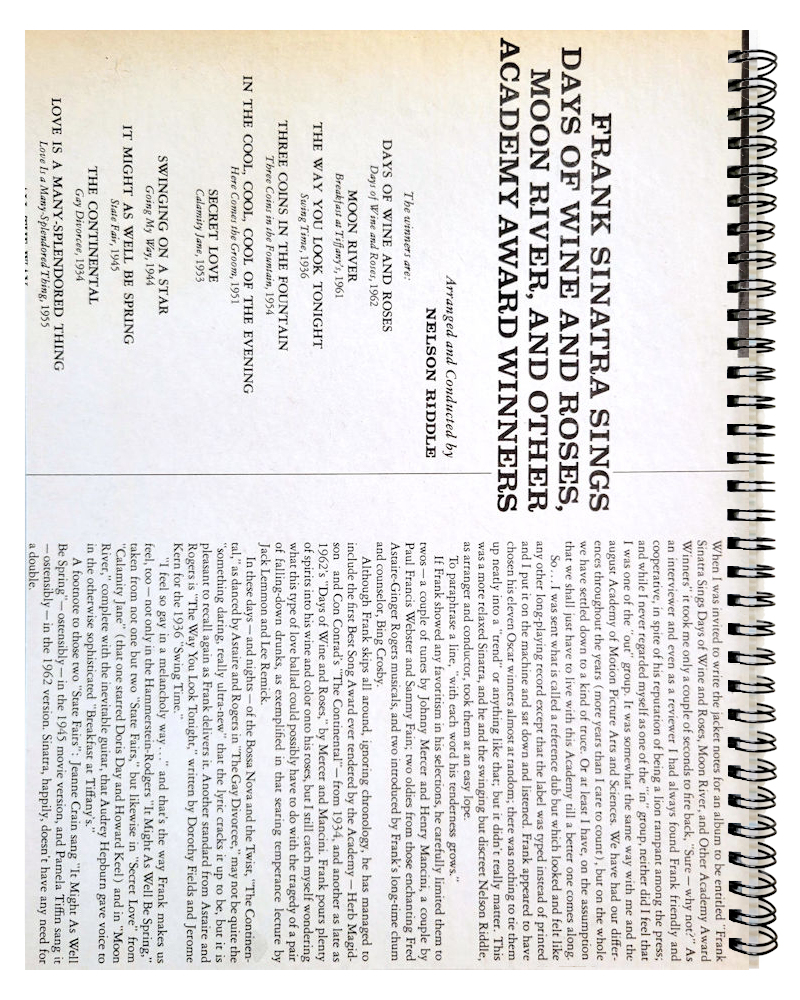 FRANK SINATRA SINGS
DAYS OF WINE AND ROSES,
MOON RIVER, AND OTHER
ACADEMY AWARD WINNERS
Arranged and Conducted by
NELSON RIDDLE
The winners are:
DAYS OF WINE AND ROSES
Days of Wine and Roses, 1962
MOON RIVER
Breakfast at Tiffany's, 1961
THE WAY YOU LOOK TONIGHT
Swing Time, 1936
THREE COINS IN THE FOUNTAIN
Three Coins in the Fountain, 1954
IN THE COOL, COOL, COOL OF THE EVENING
Here Comes the Groom, 1951
SECRET LOVE
Calamity Jane, 1953
SWINGING ON A STAR
Going My Way, 1944
IT MIGHT AS WELL BE SPRING
State Fair, 1945
THE CONTINENTAL
Gay Divorcee, 1934
LOVE IS A MANY-SPLENDORED THING
Love Is a Many-Splendored Thing, 1955
When I was invited to write the jacket notes for an album to be entitled "Frank
Sinatra Sings Days of Wine and Roses, Moon River, and Other Academy Award
Winners" it took me only a couple of seconds to fire back, "Sure — why not?" As
an interviewer and even as a reviewer I had always found Frank friendly and
cooperative, in spite of his reputation of being a lion rampant among the press;
and while I never regarded myself as one of the "in" group, neither did I feel that
I was one of the "out" group. It was somewhat the same way with me and the
august Academy of Motion Picture Arts and Sciences. We have had our differ-
ences throughout the years (more years than I care to count), but on the whole
we have settled down to a kind of truce. Or at least I have, on the assumption
that we shall just have to live with this Academy till a better one comes along.
So . . . I was sent what is called a reference dub but which looked and felt like
any other long-playing record except that the label was typed instead of printed
and I put it on the machine and sat down and listened. Frank appeared to have
chosen his eleven Oscar winners almost at random; there was nothing to tie them
up neatly into a "trend" or anything like that; but it didn't really matter. This
was a more relaxed Sinatra, and he and the swinging but discreet Nelson Riddle,
as arranger and conductor, took them at an easy lope.
To paraphrase a line, "with each word his tenderness grows."
If Frank showed any favoritism in his selections, he carefully limited them to
twos — a couple of tunes by Johnny Mercer and Henry Mancini, a couple by
Paul Francis Webster and Sammy Fain; two oldies from those enchanting Fred
Astaire-Ginger Rogers musicals, and two introduced by Frank's long-time chum
and counselor, Bing Crosby.
Although Frank skips all around, ignoring chronology, he has managed to
include the first Best Song Award ever tendered by the Academy — Herb Magid-
son and Con Conrad's "The Continental" — from 1934, and another as late as
1962's "Days of Wine and Roses," by Mercer and Mancini. Frank pours plenty
of spirits into his wine and color onto his roses, but I still catch myself wondering
what this type of love ballad could possibly have to do with the tragedy of a pair
of falling-down drunks, as exemplified in that searing temperance lecture by
Jack Lemmon and Lee Remick.
In these days — and nights — of the Bossa Nova and the Twist, "The Continen-
tal," as danced by Astaire and Rogers in "The Gay Divorcee," may not be quite the
"something daring, really ultra-new" that the lyric cracks it up to be, but it is
pleasant to recall again as Frank delivers it. Another standard from Astaire and
Rogers is "The Way You Look Tonight," written by Dorothy Fields and Jerome
Kern for the 1936 "Swing Time."
"I feel so gay in a melancholy way . . ." and that's the way Frank makes us
feel, too — not only in the Hammerstein-Rodgers "It Might As Well Be Spring,"
taken from not one but two "State Fairs," but likewise in "Secret Love" from
"Calamity Jane" (that one starred Doris Day and Howard Keel) and in "Moon
River," complete with the inevitable guitar, that Audrey Hepburn gave voice to
in the otherwise sophisticated "Breakfast at Tiffany's."
A footnote to those two "State Fairs": Jeanne Crain sang "It Might As Well
Be Spring" — ostensibly — in the 1945 movie version, and Pamela Tiffin sang it
— ostensibly — in the 1962 version. Sinatra, happily, doesn't have any need for
a double.